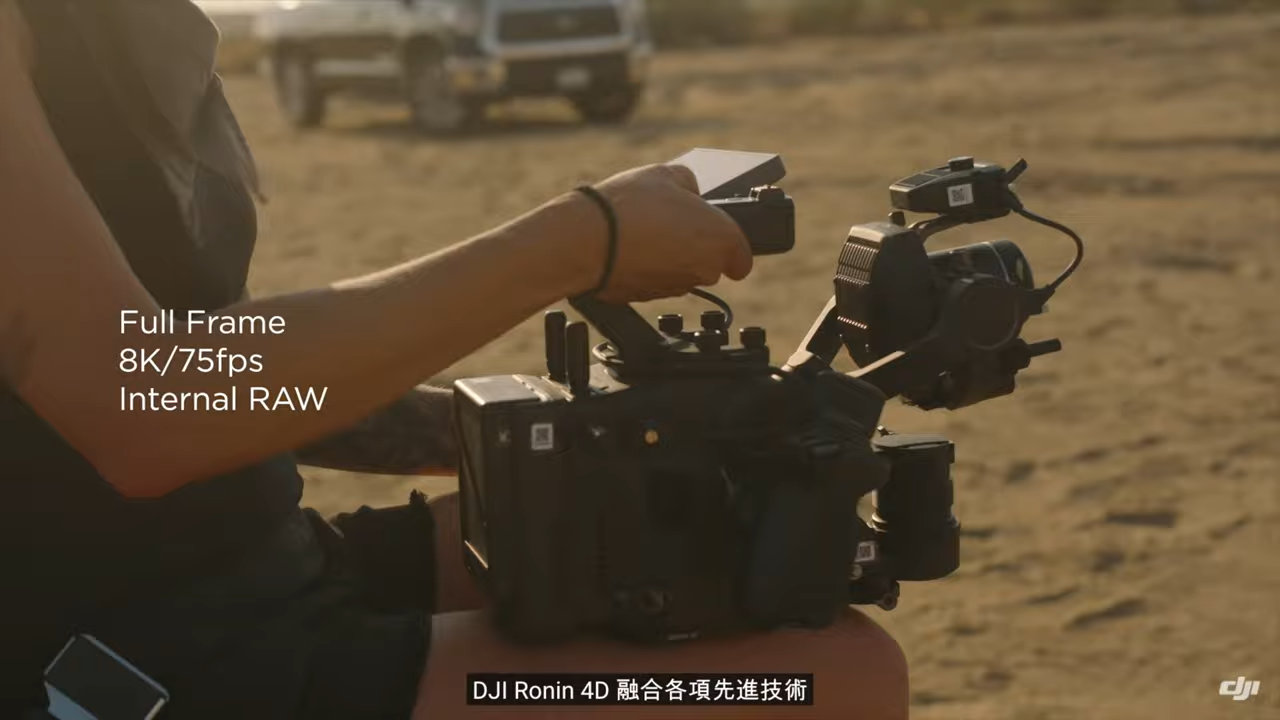 Full Frame
8K/75fps
Internal RAW
DJI Ronin 4D 融合各項先進技術
dji